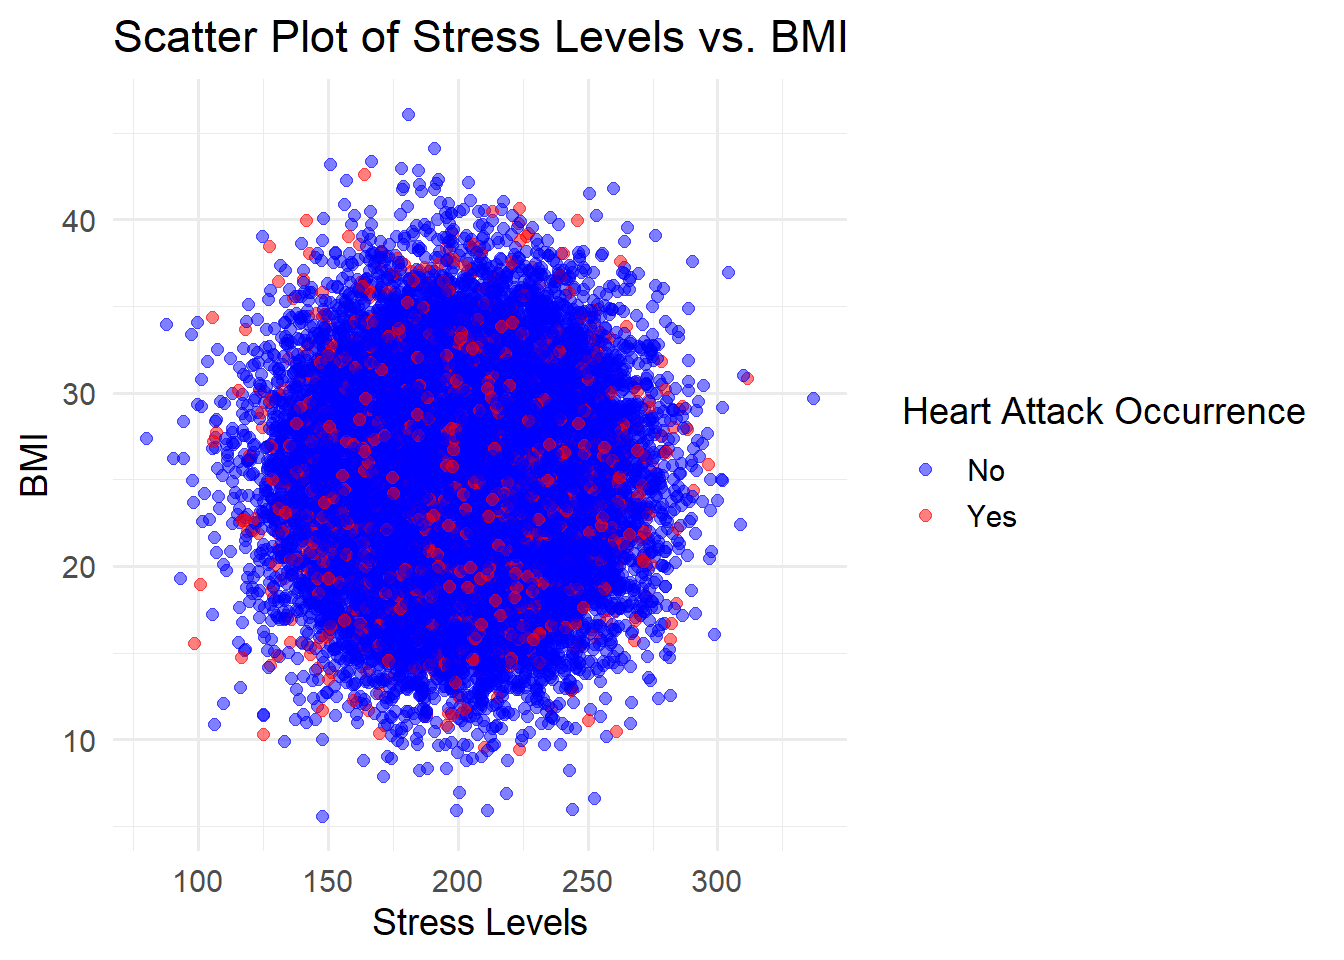 Scatter Plot of Stress Levels vs. BMI
40
30
20
10
BMI
100 150 200 250 300
Stress Levels
Heart Attack Occurrence
No
Yes